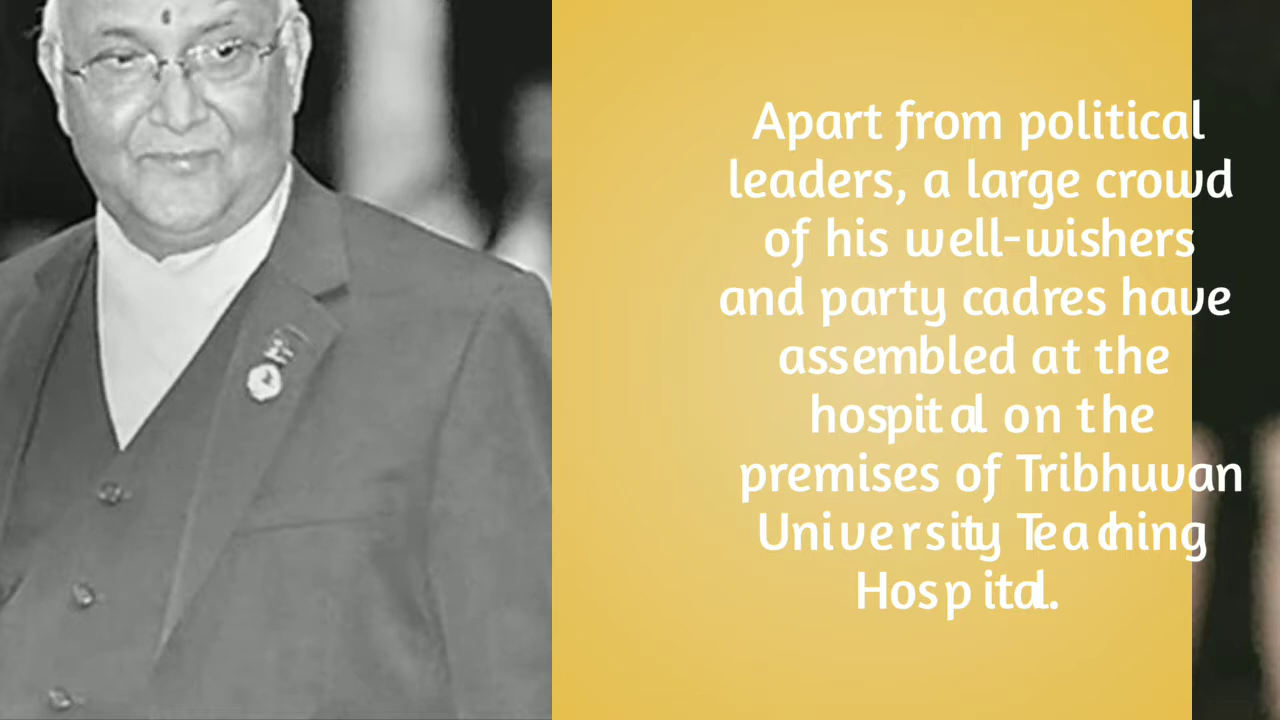 Apart from political
leaders, a large crowd
of his well-wishers
and party cadres have
assembled at the
hospital on the
premises of Tribhuvan
University Teaching
Hospital.